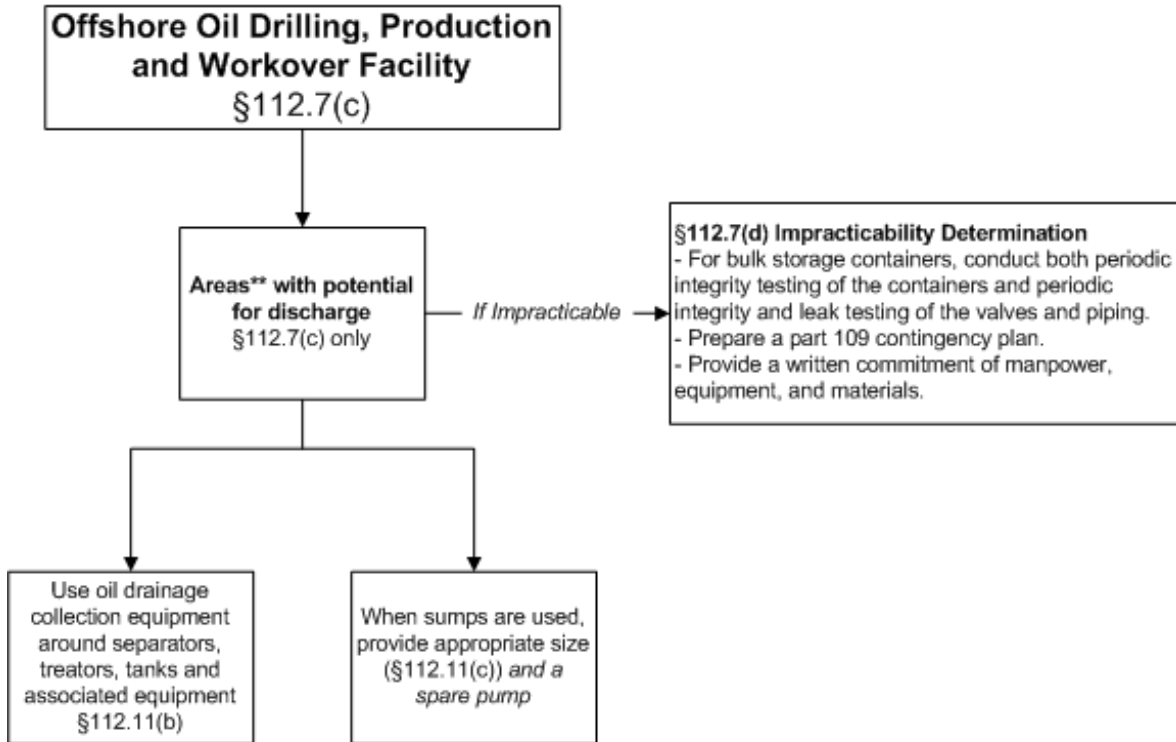 Offshore Oil Drilling, Production
and Workover Facility
§112.7(c)
Areas** with potential
for discharge
§112.7(c) only
If Impracticable
§112.7(d) Impracticability Determination
- For bulk storage containers, conduct both periodic
integrity testing of the containers and periodic
integrity and leak testing of the valves and piping.
- Prepare a part 109 contingency plan.
- Provide a written commitment of manpower,
equipment, and materials.
Use oil drainage
collection equipment
around separators,
treators, tanks and
associated equipment
§112.11(b)
When sumps are used,
provide appropriate size
(§112.11(c)) and a
spare pump